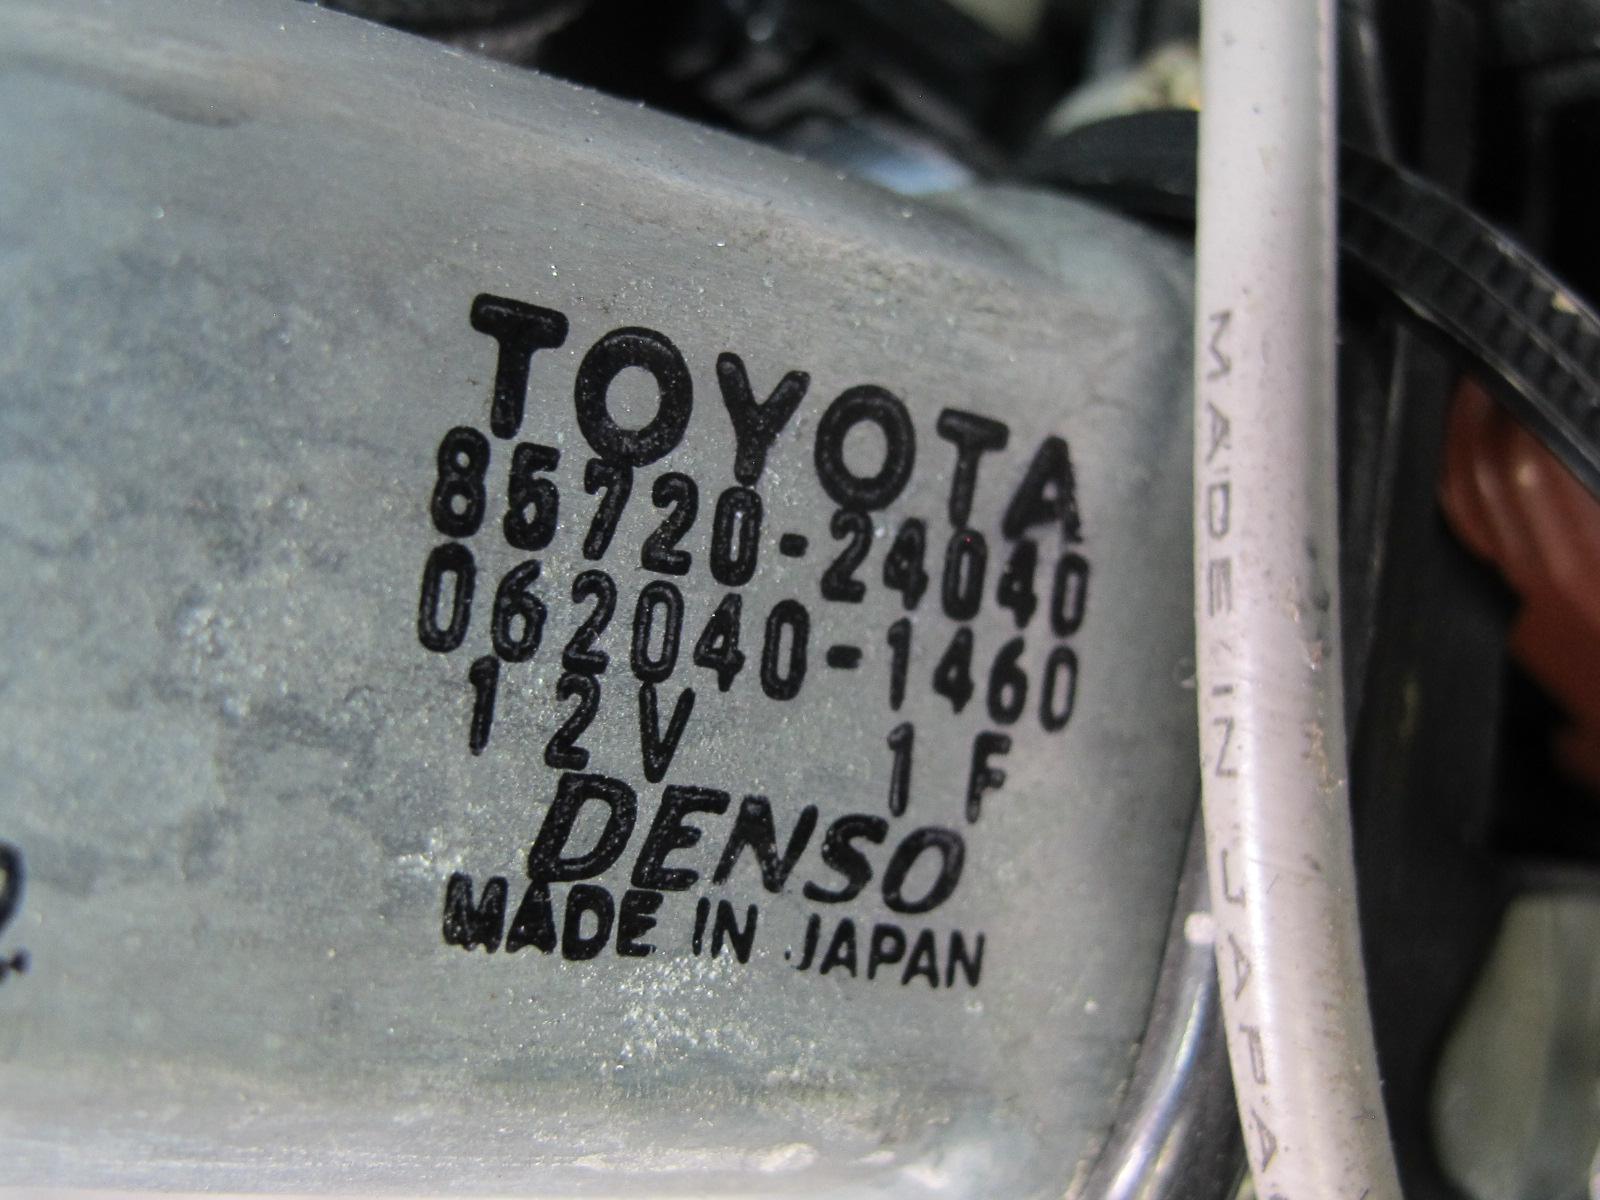 TOYOTA
85720-24040
062040-1460
12V 1F
DENSO
MADE IN JAPAN
MADE IN JAPA